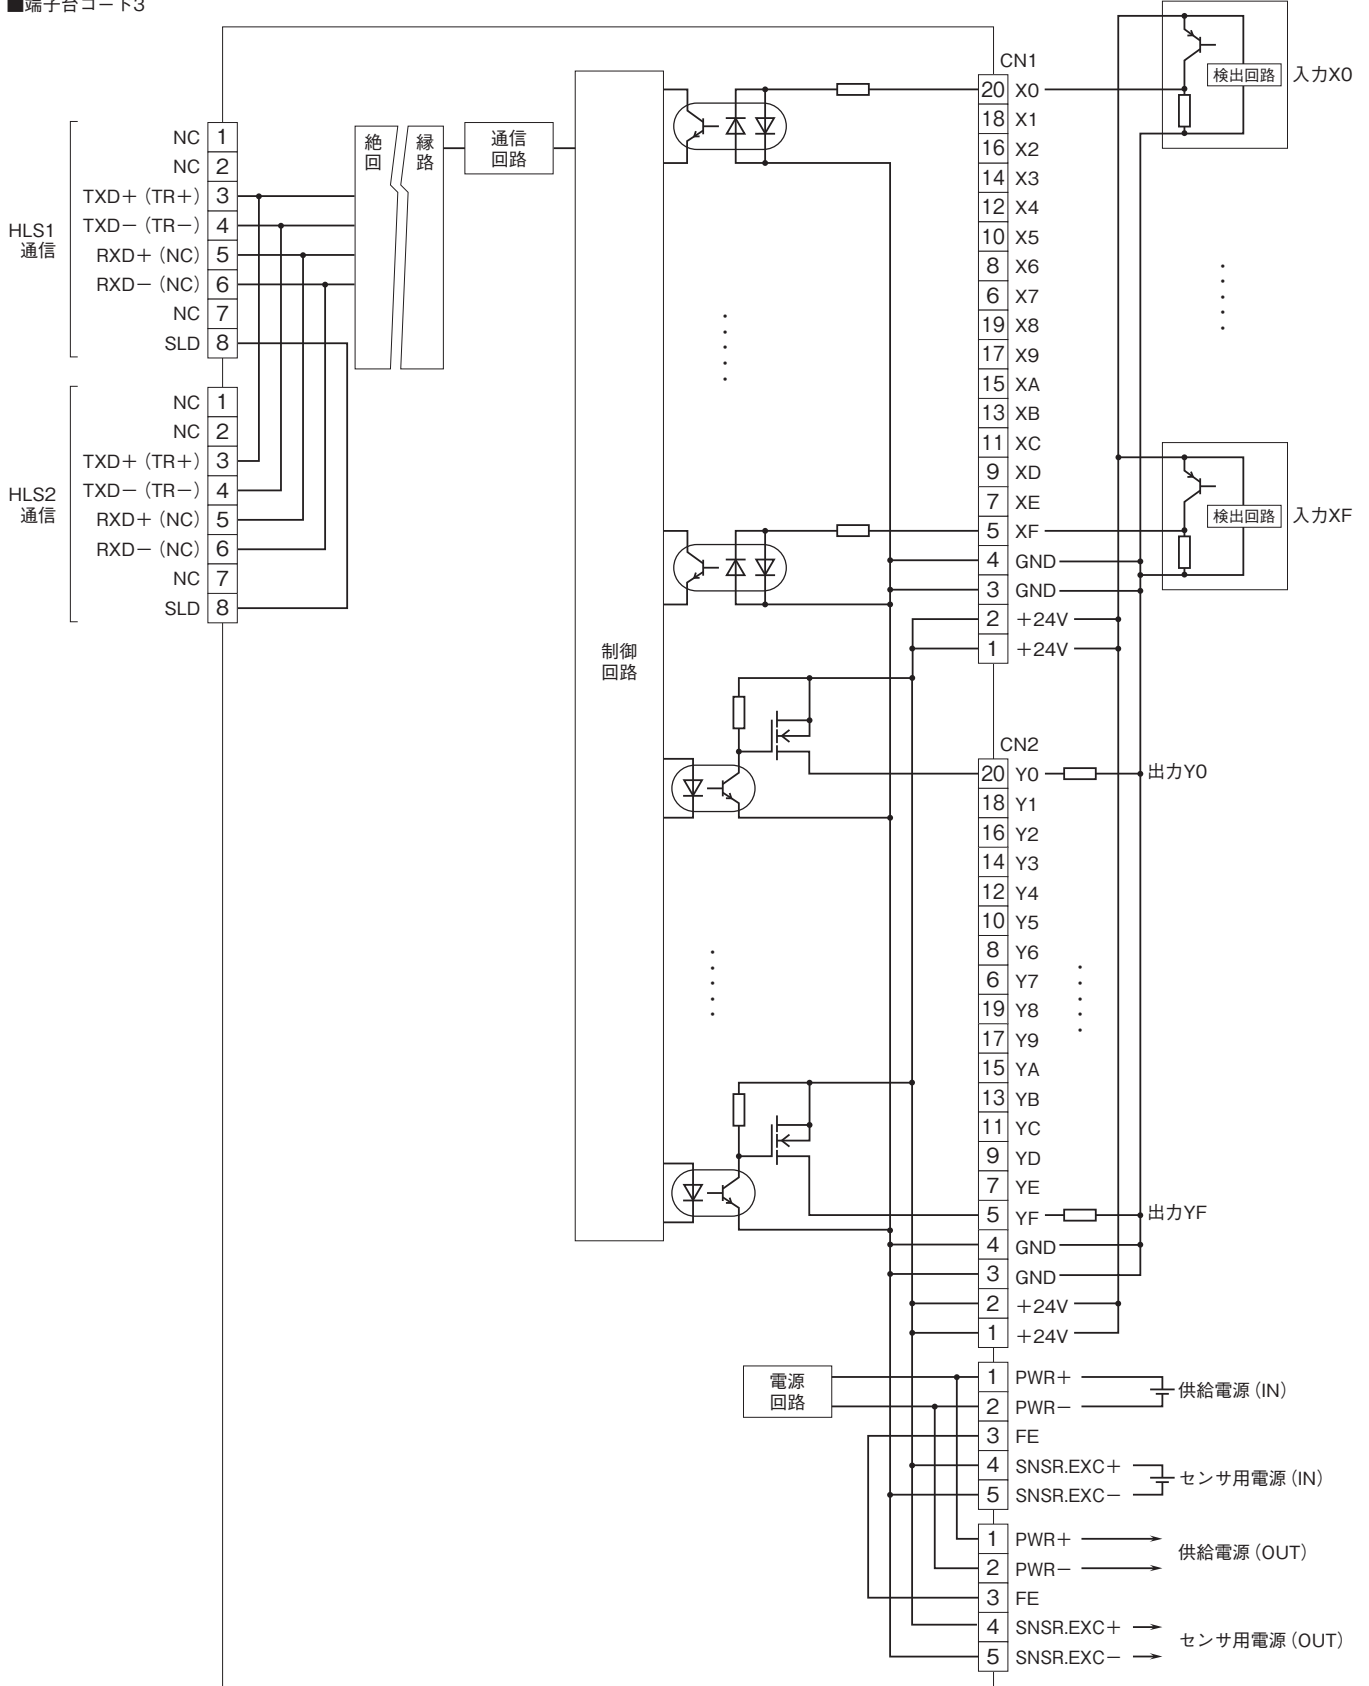 ■端子台コード3
HLS1
通信
NC 1
NC 2
TXD+(TR+) 3
TXD−(TR−) 4
RXD+(NC) 5
RXD−(NC) 6
NC 7
SLD 8
HLS2
通信
NC 1
NC 2
TXD+(TR+) 3
TXD−(TR−) 4
RXD+(NC) 5
RXD−(NC) 6
NC 7
SLD 8
絶縁
回路
通信
回路
制御
回路
CN1
20 X0
18 X1
16 X2
14 X3
12 X4
10 X5
8 X6
6 X7
19 X8
17 X9
15 XA
13 XB
11 XC
9 XD
7 XE
5 XF
4 GND
3 GND
2 +24V
1 +24V
検出回路
入力X0
検出回路
入力XF
CN2
20 Y0
18 Y1
16 Y2
14 Y3
12 Y4
10 Y5
8 Y6
6 Y7
19 Y8
17 Y9
15 YA
13 YB
11 YC
9 YD
7 YE
5 YF
4 GND
3 GND
2 +24V
1 +24V
出力Y0
出力YF
電源
回路
1 PWR+
2 PWR−
3 FE
4 SNSR.EXC+
5 SNSR.EXC−
供給電源(IN)
センサ用電源(IN)
1 PWR+
2 PWR−
3 FE
4 SNSR.EXC+
5 SNSR.EXC−
供給電源(OUT)
センサ用電源(OUT)